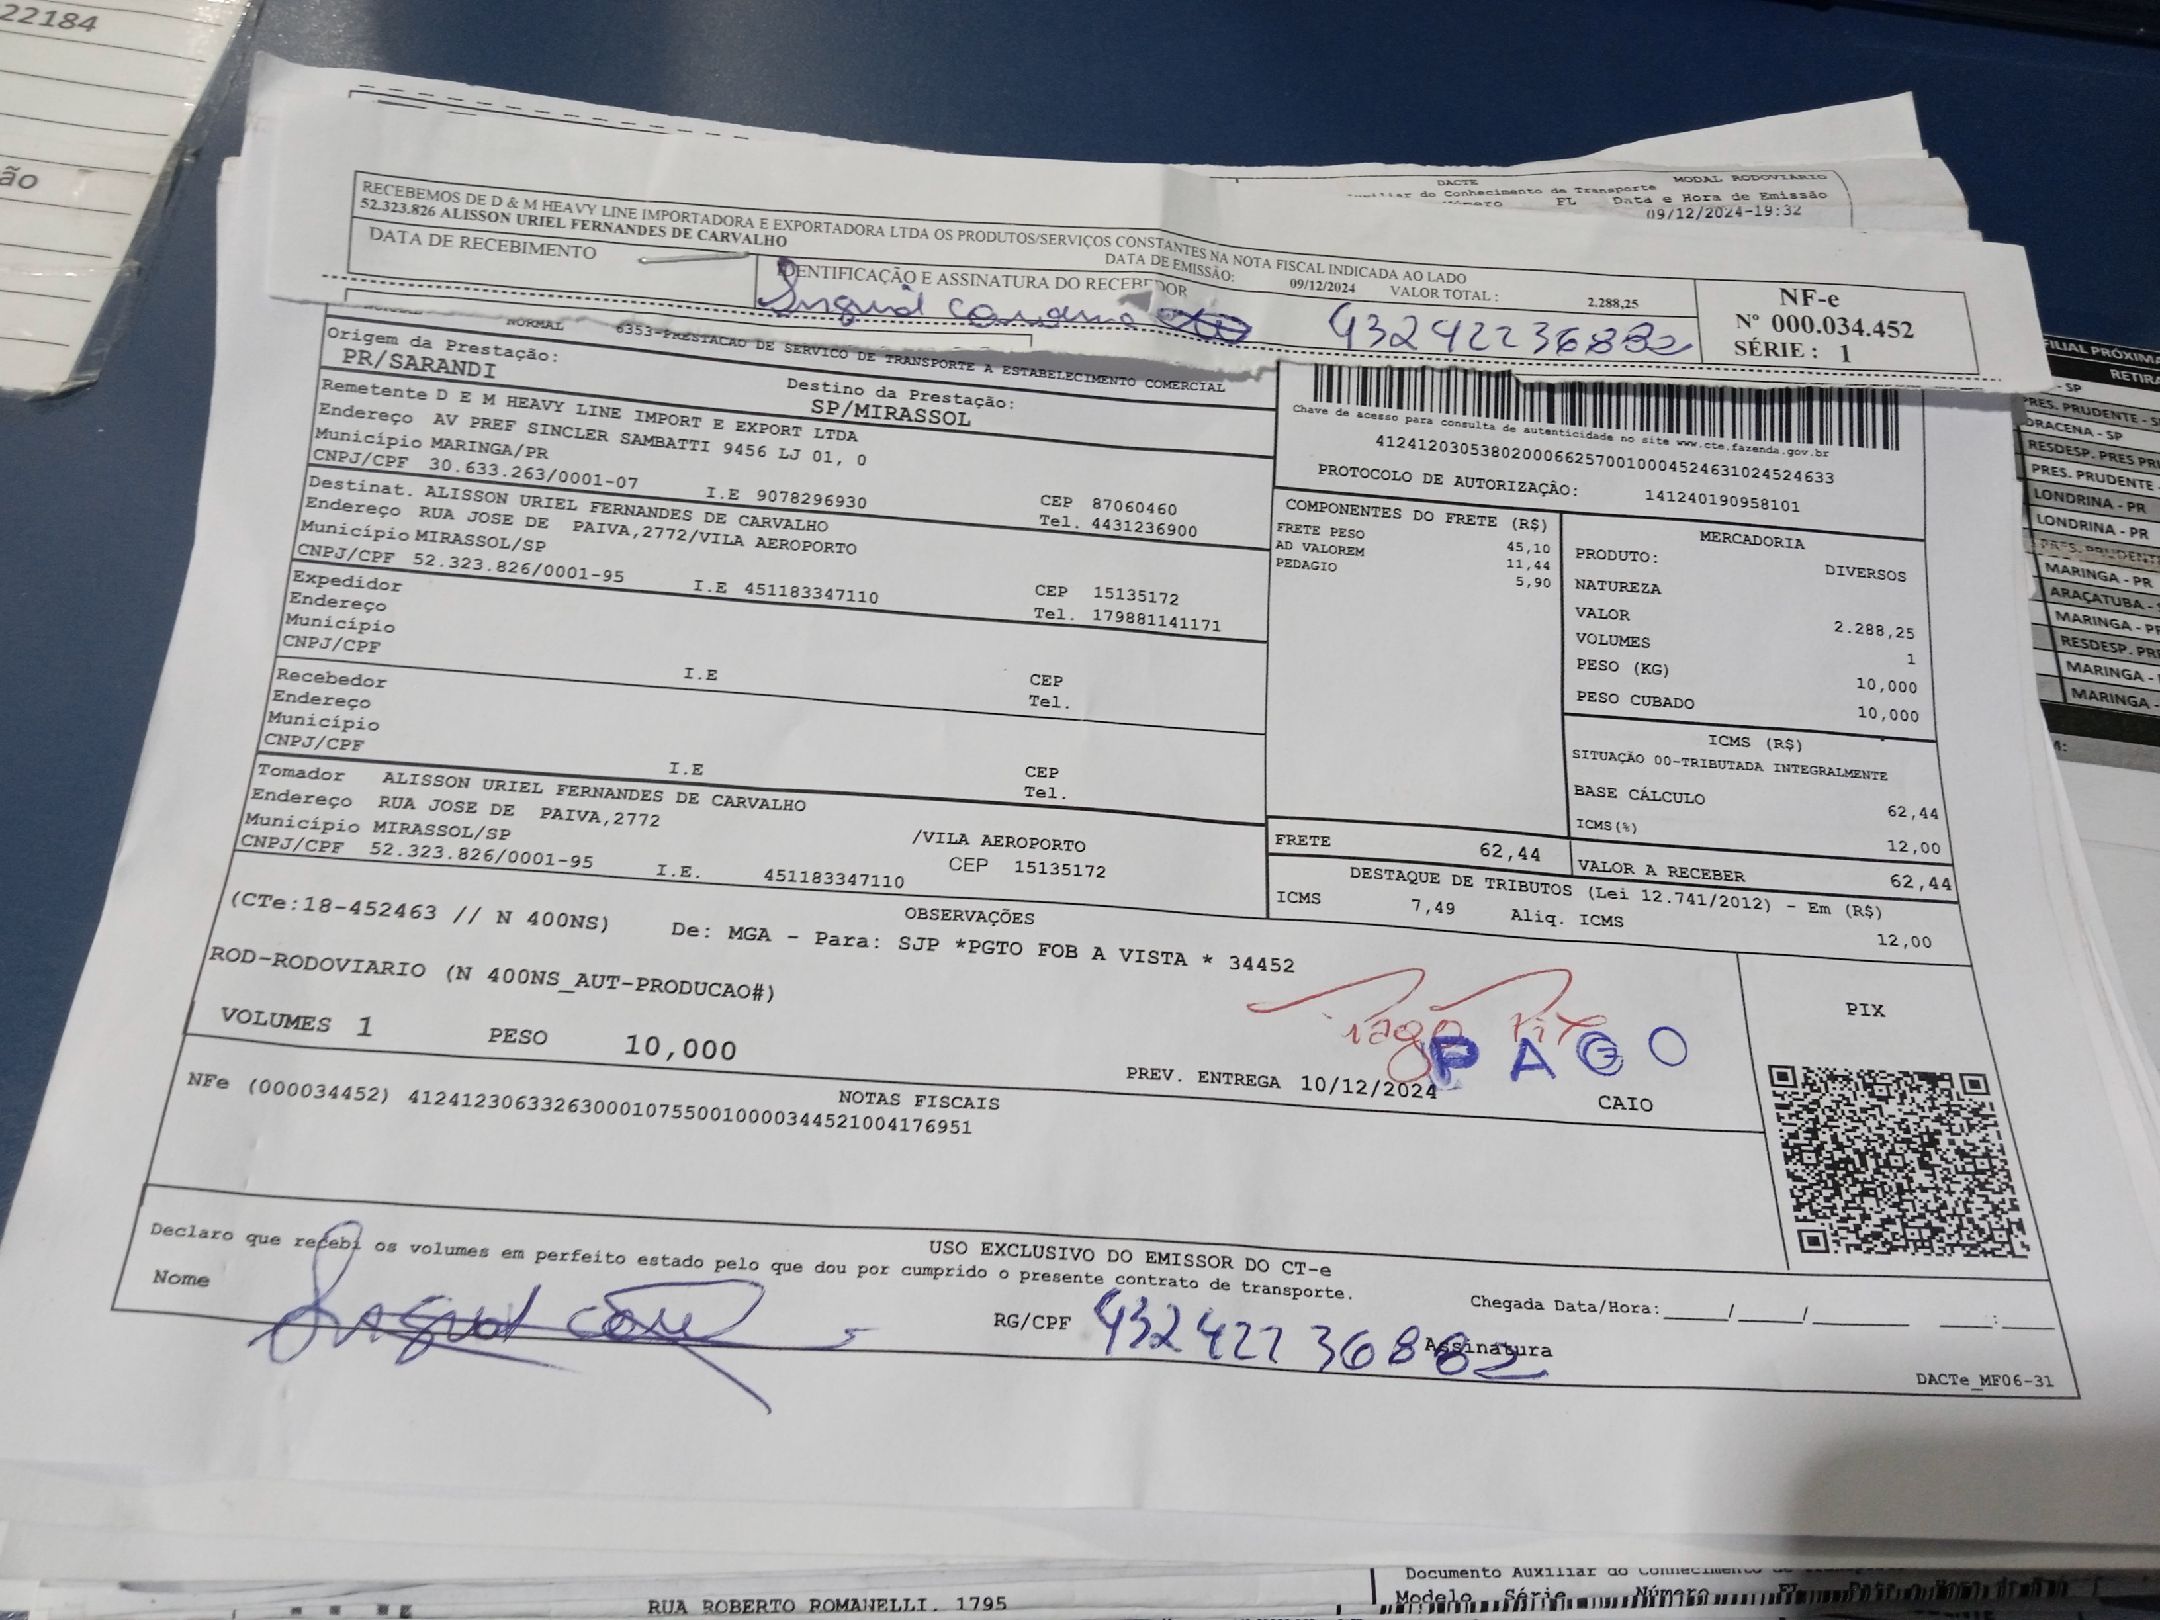 22184
ão
DACTE
MODAL RODOVIÁRIO
do Conhecimento de Transporte
FL Data e Hora de Emissão
09/12/2024-19:32
RECEBEMOS DE D & M HEAVY LINE IMPORTADORA E EXPORTADORA LTDA OS PRODUTOS/SERVIÇOS CONSTANTES NA NOTA FISCAL INDICADA AO LADO
52.323.826 ALISSON URIEL FERNANDES DE CARVALHO
DATA DE EMISSÃO: 09/12/2024 VALOR TOTAL : 2.288,25
DATA DE RECEBIMENTO
IDENTIFICAÇÃO E ASSINATURA DO RECEBEDOR
43242236882
NF-e
Nº 000.034.452
SÉRIE : 1
NORMAL 6353-PRESTACAO DE SERVICO DE TRANSPORTE A ESTABELECIMENTO COMERCIAL
Origem da Prestação:
PR/SARANDI
Destino da Prestação:
SP/MIRASSOL
Remetente D E M HEAVY LINE IMPORT E EXPORT LTDA
Endereço AV PREF SINCLER SAMBATTI 9456 LJ 01, 0
Município MARINGA/PR CEP 87060460
CNPJ/CPF 30.633.263/0001-07 I.E 9078296930 Tel. 4431236900
Destinat. ALISSON URIEL FERNANDES DE CARVALHO
Endereço RUA JOSE DE PAIVA,2772/VILA AEROPORTO
Município MIRASSOL/SP CEP 15135172
CNPJ/CPF 52.323.826/0001-95 I.E 451183347110 Tel. 179881141171
Expedidor
Endereço
Município CEP
CNPJ/CPF I.E Tel.
Recebedor
Endereço
Município CEP
CNPJ/CPF I.E Tel.
Tomador ALISSON URIEL FERNANDES DE CARVALHO
Endereço RUA JOSE DE PAIVA,2772 /VILA AEROPORTO
Município MIRASSOL/SP CEP 15135172
CNPJ/CPF 52.323.826/0001-95 I.E. 451183347110
Chave de acesso para consulta de autenticidade no site www.cte.fazenda.gov.br
41241203053802000662570010004524631024524633
PROTOCOLO DE AUTORIZAÇÃO: 141240190958101
COMPONENTES DO FRETE (R$)
FRETE PESO 45,10
AD VALOREM 11,44
PEDAGIO 5,90
MERCADORIA
PRODUTO: DIVERSOS
NATUREZA
VALOR 2.288,25
VOLUMES 1
PESO (KG) 10,000
PESO CUBADO 10,000
ICMS (R$)
SITUAÇÃO 00-TRIBUTADA INTEGRALMENTE
BASE CÁLCULO 62,44
ICMS(%) 12,00
FRETE 62,44
VALOR A RECEBER 62,44
DESTAQUE DE TRIBUTOS (Lei 12.741/2012) - Em (R$)
ICMS 7,49 Aliq. ICMS 12,00
OBSERVAÇÕES
(CTe:18-452463 // N 400NS) De: MGA - Para: SJP *PGTO FOB A VISTA * 34452
ROD-RODOVIARIO (N 400NS_AUT-PRODUCAO#)
Pago Pix
PAGO
VOLUMES 1 PESO 10,000
PREV. ENTREGA 10/12/2024 CAIO
PIX
NOTAS FISCAIS
NFe (000034452) 41241230633263000107550010000344521004176951
USO EXCLUSIVO DO EMISSOR DO CT-e
Declaro que recebi os volumes em perfeito estado pelo que dou por cumprido o presente contrato de transporte.
Nome
RG/CPF 43242236882
Assinatura
Chegada Data/Hora:____/____/______ ___:___
DACTe_MF06-31
FILIAL PRÓXIMA
RETIRA
- SP
PRES. PRUDENTE - S
DRACENA - SP
RESDESP. PRES PR
PRES. PRUDENTE
LONDRINA - PR
LONDRINA - PR
PRES. PRUDENT
MARINGA - PR
ARAÇATUBA -
MARINGA - P
RESDESP. PR
MARINGA -
MARINGA -
RUA ROBERTO ROMANELLI, 1795
Documento Auxiliar do Conhecimento
Modelo Série Número FL